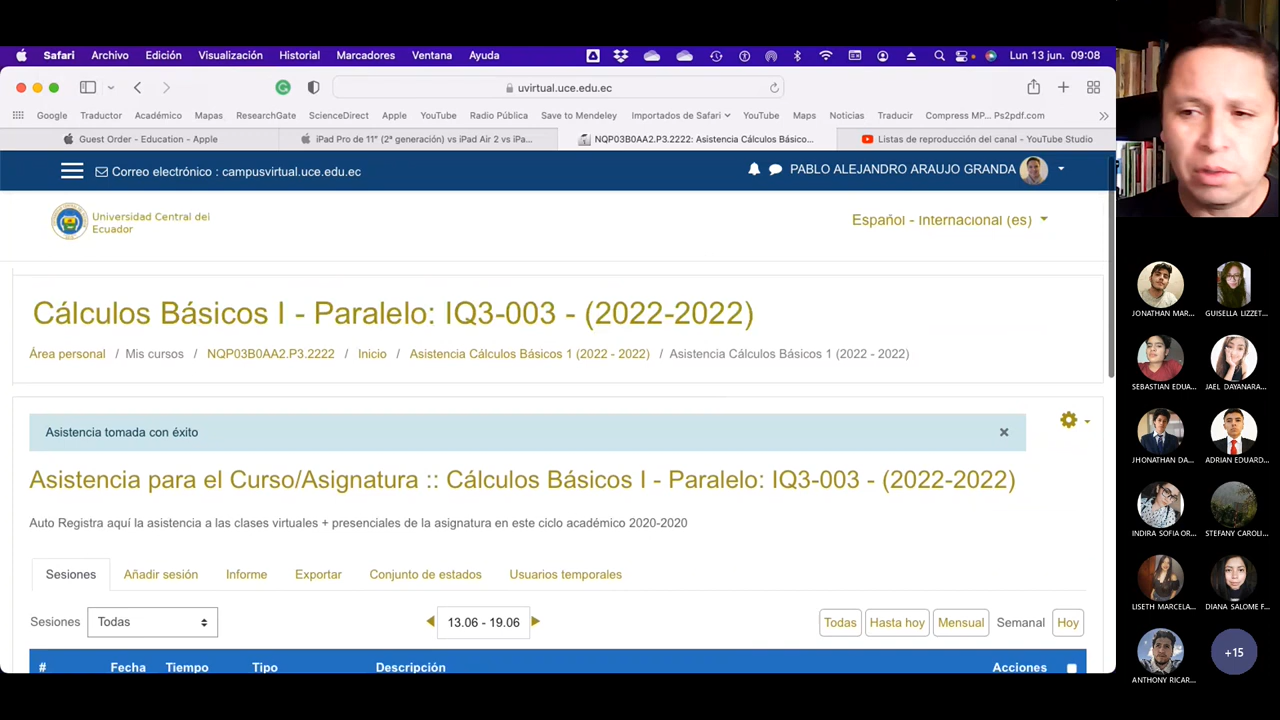 Safari Archivo Edición Visualización Historial Marcadores Ventana Ayuda Lun 13 jun. 09:08
uvirtual.uce.edu.ec
Google Traductor Académico Mapas ResearchGate ScienceDirect Apple YouTube Radio Pública Save to Mendeley Importados de Safari YouTube Maps Noticias Traducir Compress MP... Ps2pdf.com
Guest Order - Education - Apple iPad Pro de 11" (2ª generación) vs iPad Air 2 vs iPa... NQP03B0AA2.P3.2222: Asistencia Cálculos Básico... Listas de reproducción del canal - YouTube Studio
Correo electrónico : campusvirtual.uce.edu.ec PABLO ALEJANDRO ARAUJO GRANDA
Universidad Central del
Ecuador
Español - Internacional (es)
Cálculos Básicos I - Paralelo: IQ3-003 - (2022-2022)
Área personal / Mis cursos / NQP03B0AA2.P3.2222 / Inicio / Asistencia Cálculos Básicos 1 (2022 - 2022) / Asistencia Cálculos Básicos 1 (2022 - 2022)
Asistencia tomada con éxito ×
Asistencia para el Curso/Asignatura :: Cálculos Básicos I - Paralelo: IQ3-003 - (2022-2022)
Auto Registra aquí la asistencia a las clases virtuales + presenciales de la asignatura en este ciclo académico 2020-2020
Sesiones Añadir sesión Informe Exportar Conjunto de estados Usuarios temporales
Sesiones Todas 13.06 - 19.06 Todas Hasta hoy Mensual Semanal Hoy
# Fecha Tiempo Tipo Descripción Acciones
JONATHAN MAR... GUISELLA LIZZET...
SEBASTIAN EDUA... JAEL DAYANARA...
JHONATHAN DA... ADRIAN EDUARD...
INDIRA SOFIA OR... STEFANY CAROLI...
LISETH MARCELA... DIANA SALOME F...
ANTHONY RICAR... +15